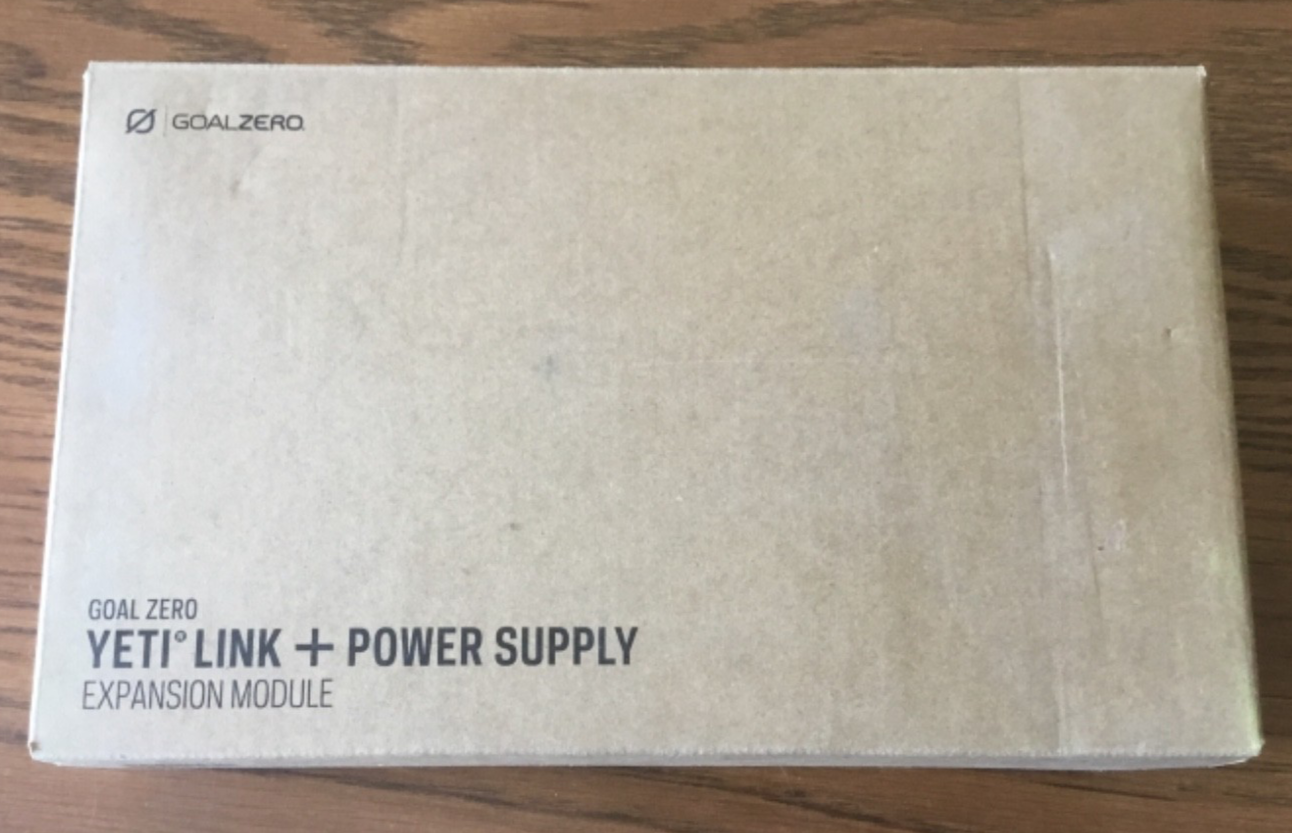 GOALZERO
GOAL ZERO
YETI® LINK + POWER SUPPLY
EXPANSION MODULE